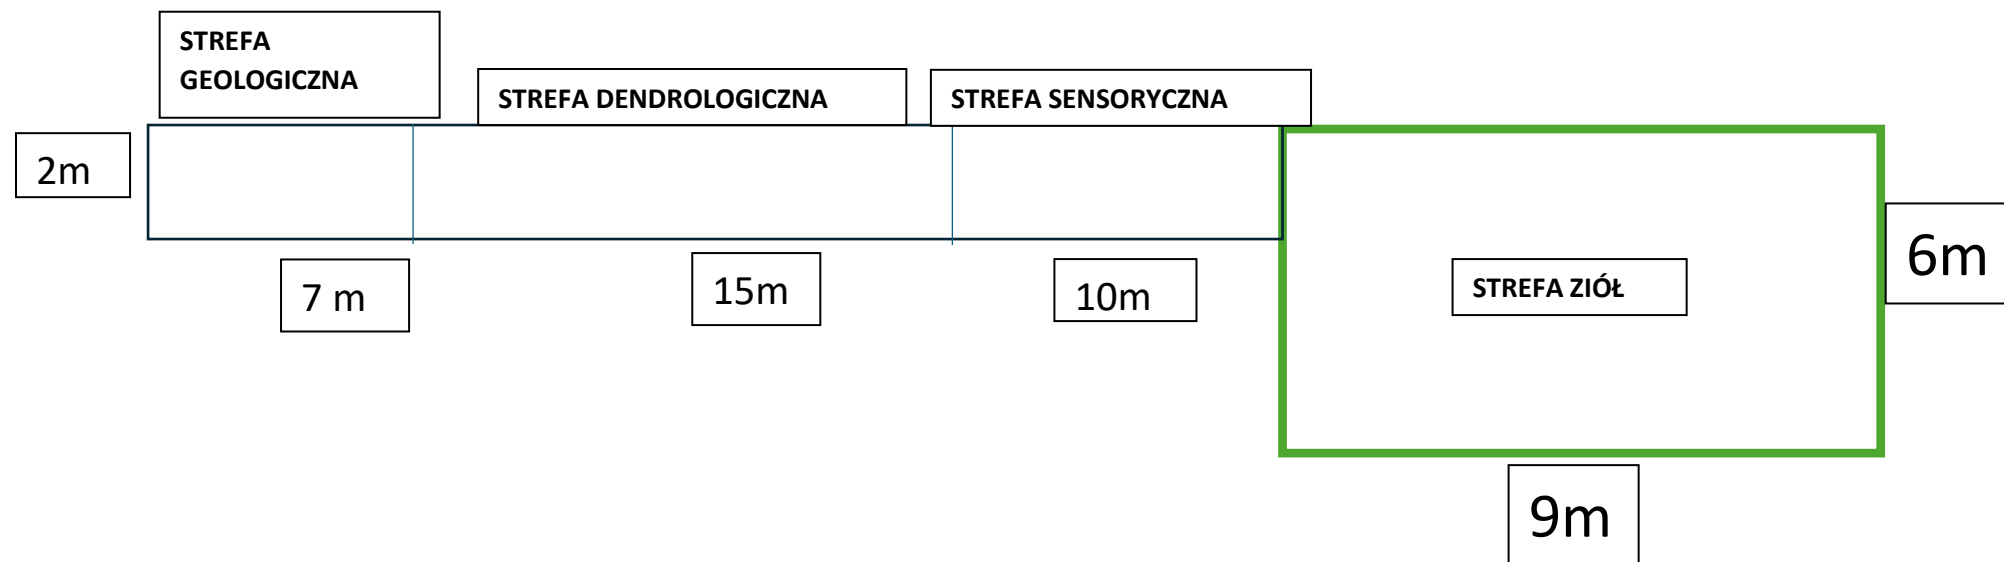 STREFA
GEOLOGICZNA
STREFA DENDROLOGICZNA
STREFA SENSORYCZNA
2m
7 m
15m
10m
STREFA ZIÓŁ
6m
9m